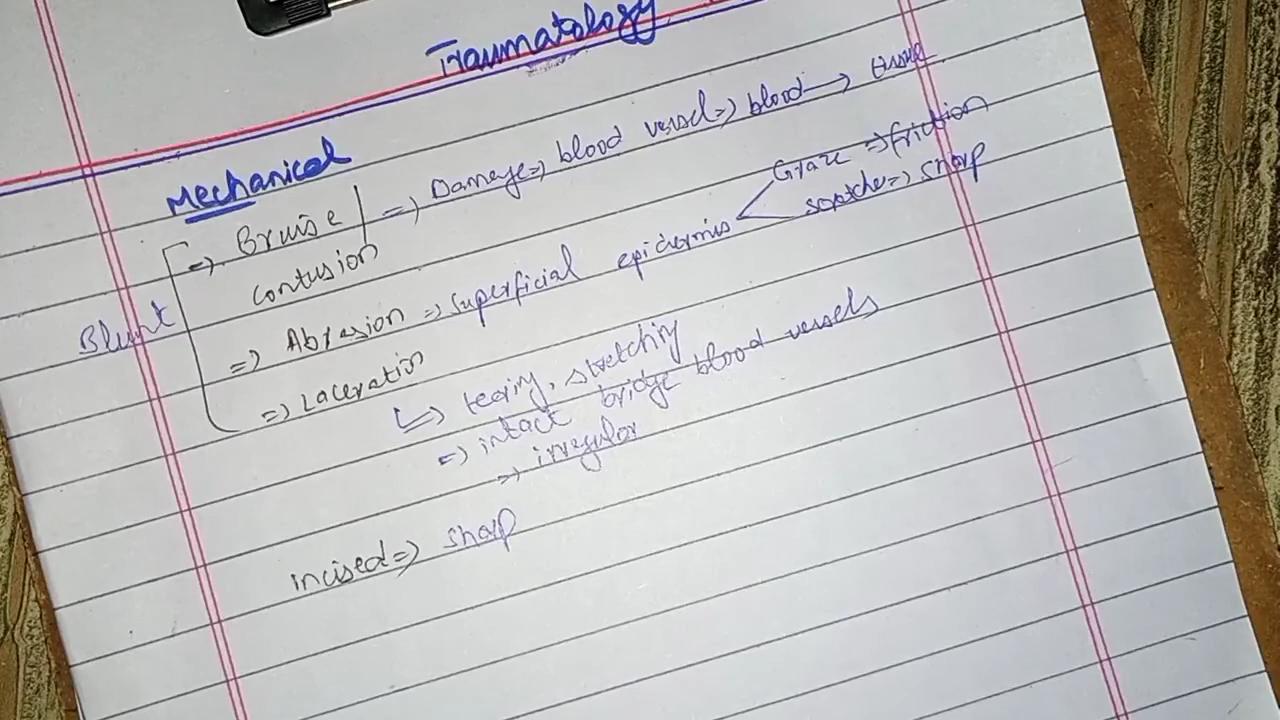 Traumatology
Mechanical
Blunt
=> Bruise | => Damage => blood vessel => blood → tissue
contusion
=> Abrasion => superficial epidermis
Graze => friction
sratche => sharp
=> Laceration
=> tearing, stretching
=> intact bridge blood vessels
=> irregular
incised => sharp